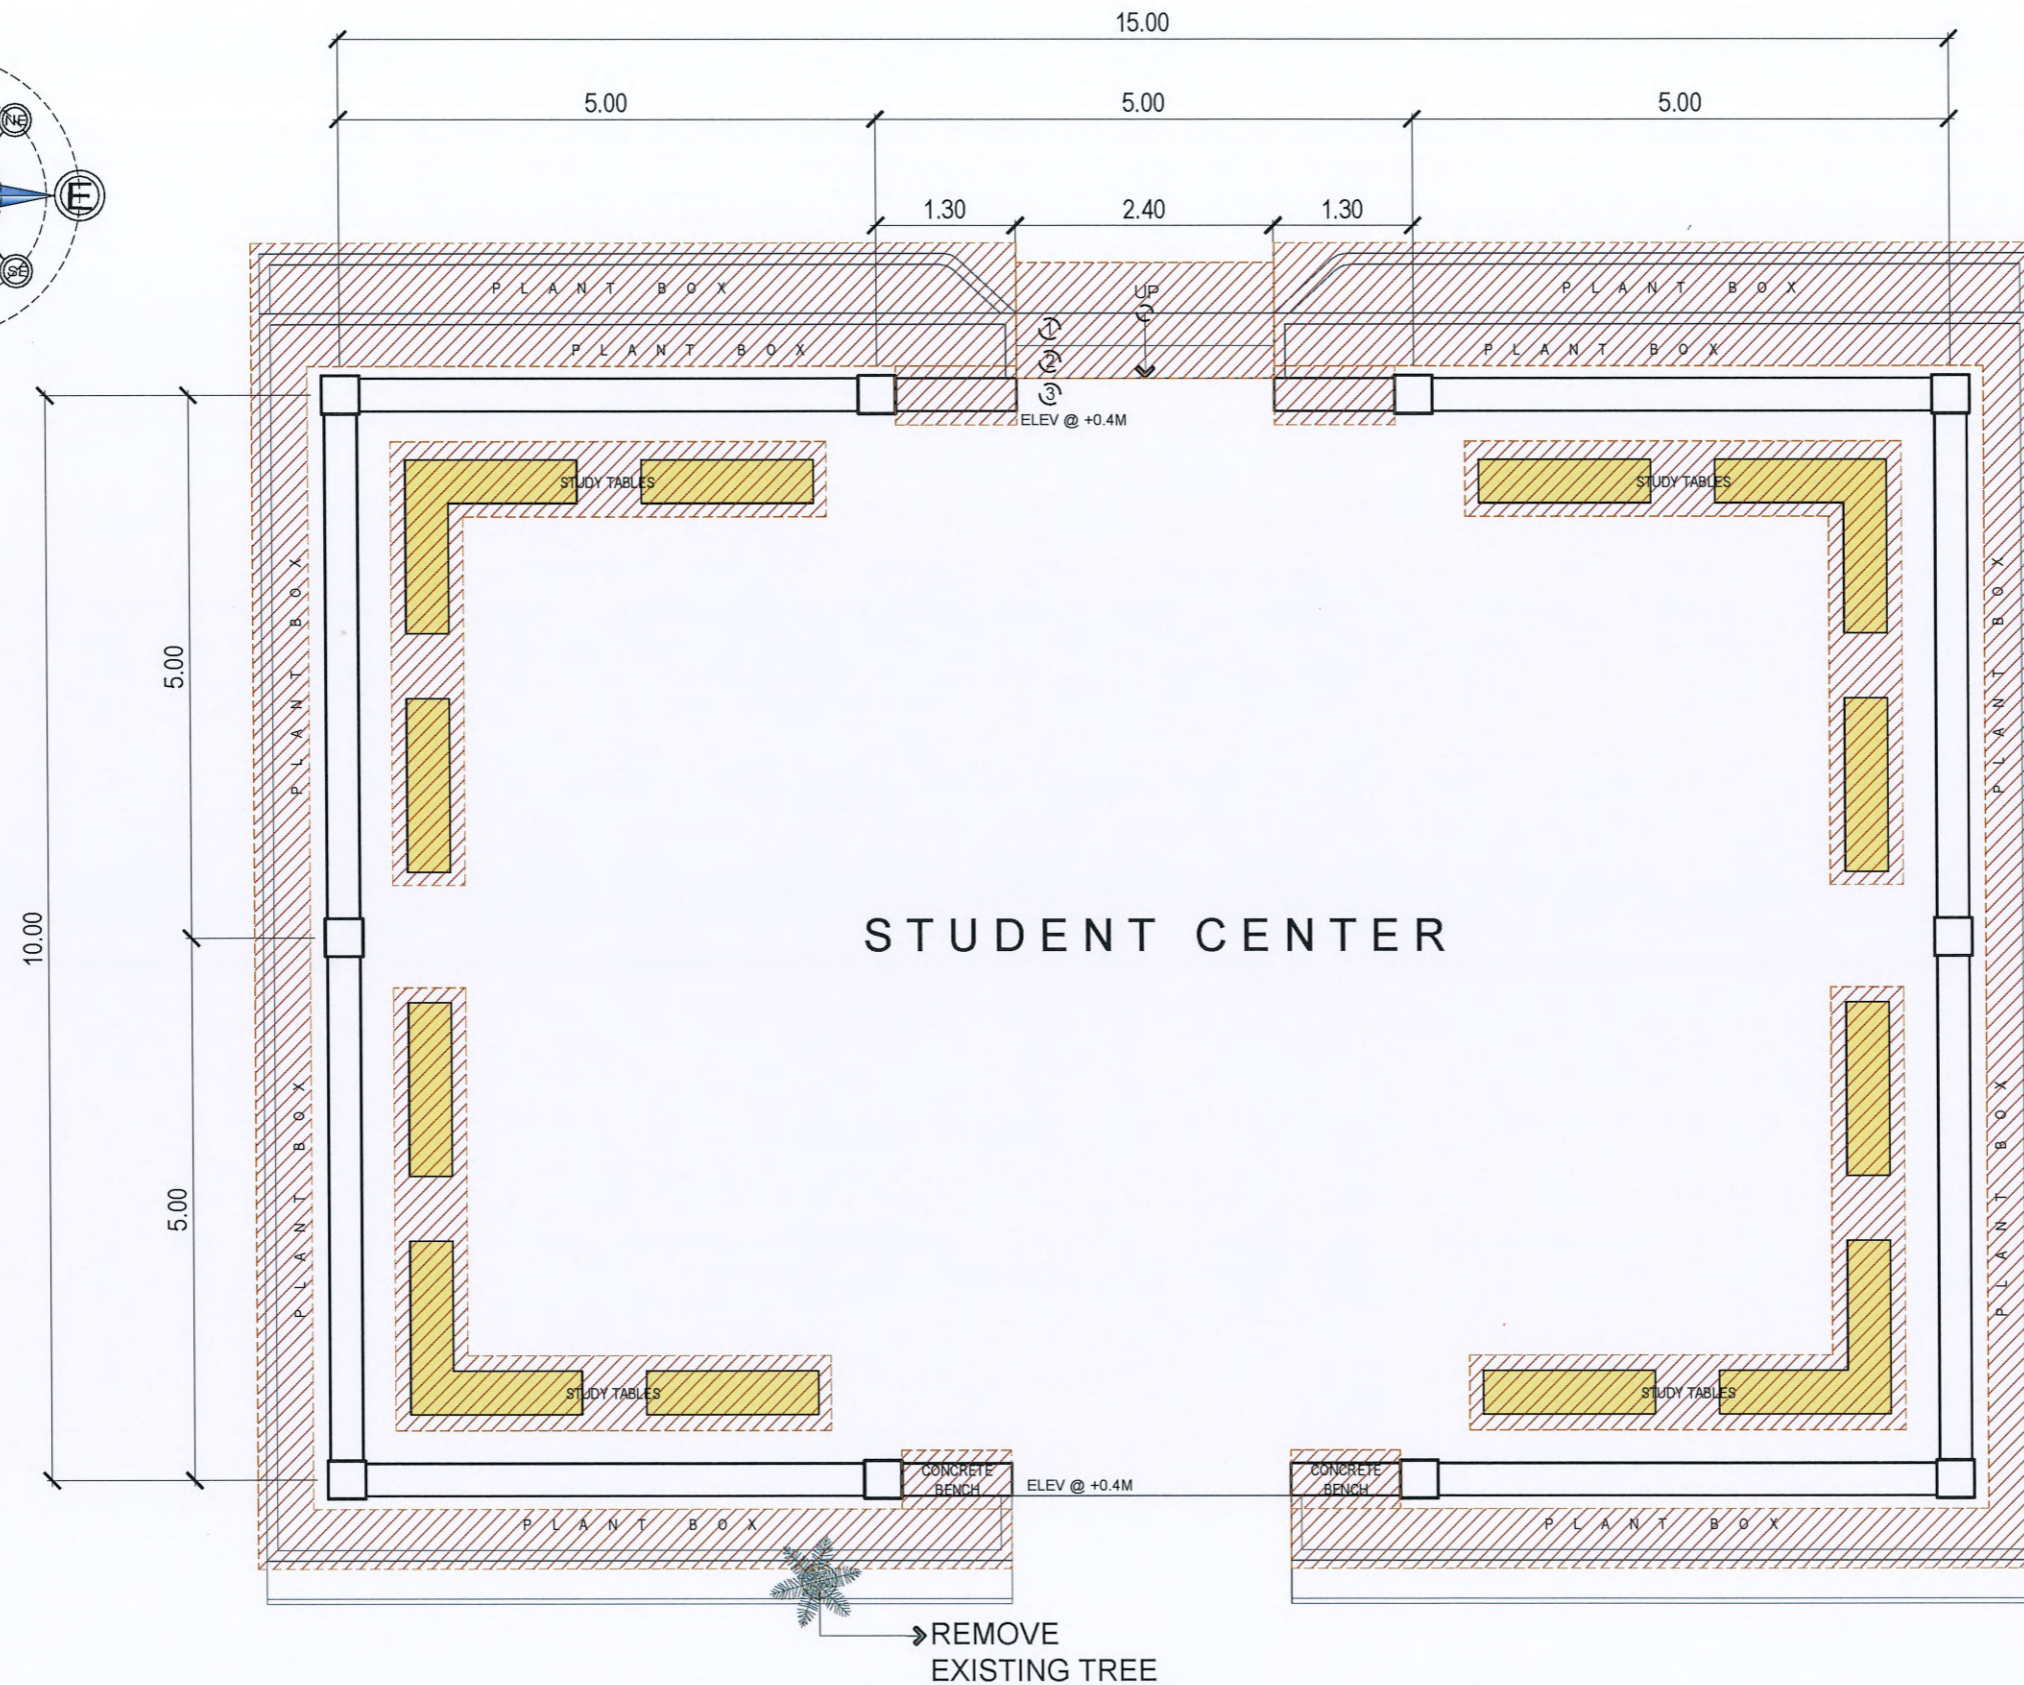 15.00
5.00
5.00
5.00
NE
E
SE
1.30
2.40
1.30
PLANT BOX
UP
PLANT BOX
1
PLANT BOX
PLANT BOX
2
3
ELEV @ +0.4M
STUDY TABLES
STUDY TABLES
PLANT BOX
PLANT BOX
5.00
10.00
STUDENT CENTER
PLANT BOX
PLANT BOX
5.00
STUDY TABLES
STUDY TABLES
CONCRETE
BENCH
ELEV @ +0.4M
CONCRETE
BENCH
PLANT BOX
PLANT BOX
REMOVE
EXISTING TREE